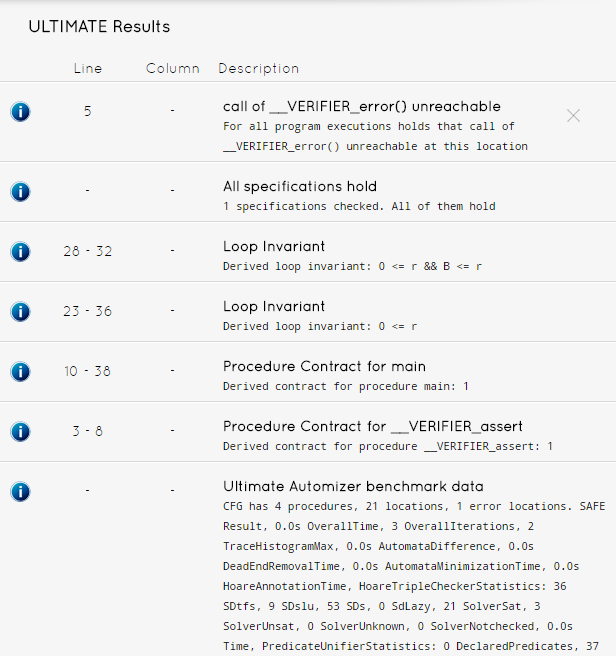 ULTIMATE Results
Line Column Description
5 - call of __VERIFIER_error() unreachable
For all program executions holds that call of
__VERIFIER_error() unreachable at this location
- - All specifications hold
1 specifications checked. All of them hold
28 - 32 - Loop Invariant
Derived loop invariant: 0 <= r && B <= r
23 - 36 - Loop Invariant
Derived loop invariant: 0 <= r
10 - 38 - Procedure Contract for main
Derived contract for procedure main: 1
3 - 8 - Procedure Contract for __VERIFIER_assert
Derived contract for procedure __VERIFIER_assert: 1
- - Ultimate Automizer benchmark data
CFG has 4 procedures, 21 locations, 1 error locations. SAFE
Result, 0.0s OverallTime, 3 OverallIterations, 2
TraceHistogramMax, 0.0s AutomataDifference, 0.0s
DeadEndRemovalTime, 0.0s AutomataMinimizationTime, 0.0s
HoareAnnotationTime, HoareTripleCheckerStatistics: 36
SDtfs, 9 SDslu, 53 SDs, 0 SdLazy, 21 SolverSat, 3
SolverUnsat, 0 SolverUnknown, 0 SolverNotchecked, 0.0s
Time, PredicateUnifierStatistics: 0 DeclaredPredicates, 37